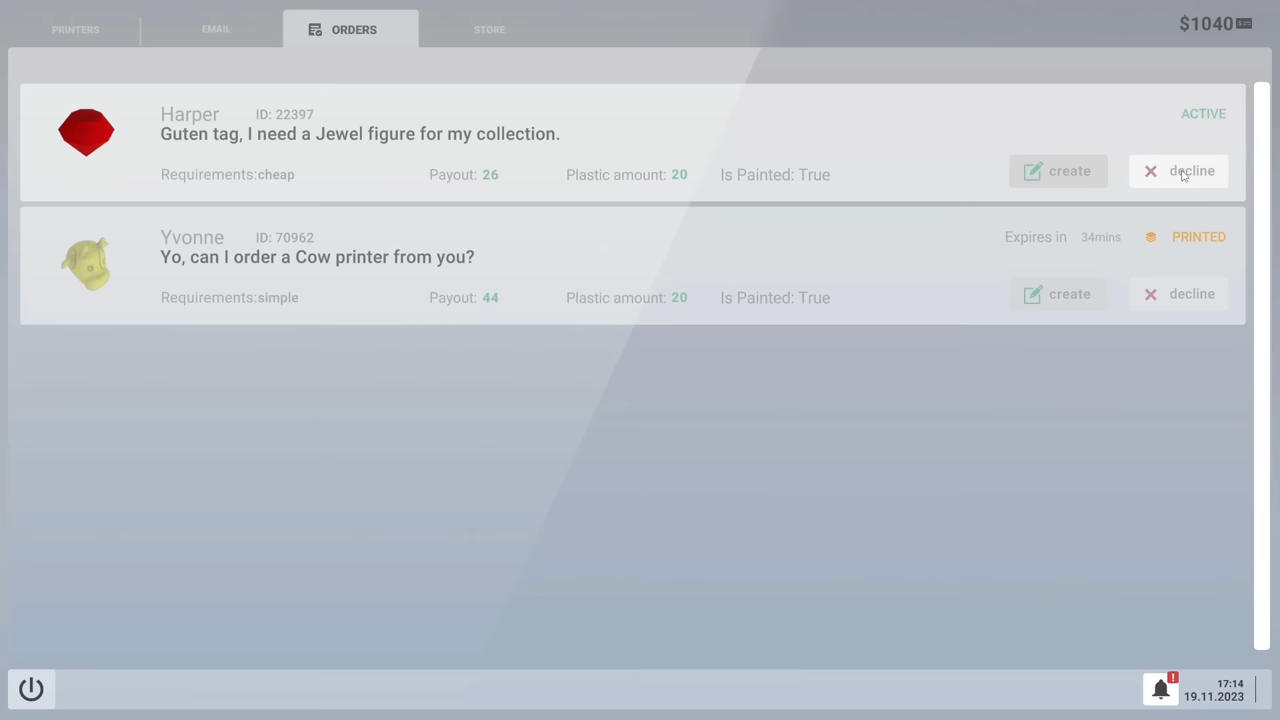 PRINTERS
EMAIL
ORDERS
STORE
$1040
Harper ID: 22397
ACTIVE
Guten tag, I need a Jewel figure for my collection.
Requirements:cheap Payout: 26 Plastic amount: 20 Is Painted: True
create
decline
Yvonne ID: 70962
Expires in 34mins PRINTED
Yo, can I order a Cow printer from you?
Requirements:simple Payout: 44 Plastic amount: 20 Is Painted: True
create
decline
!
17:14
19.11.2023